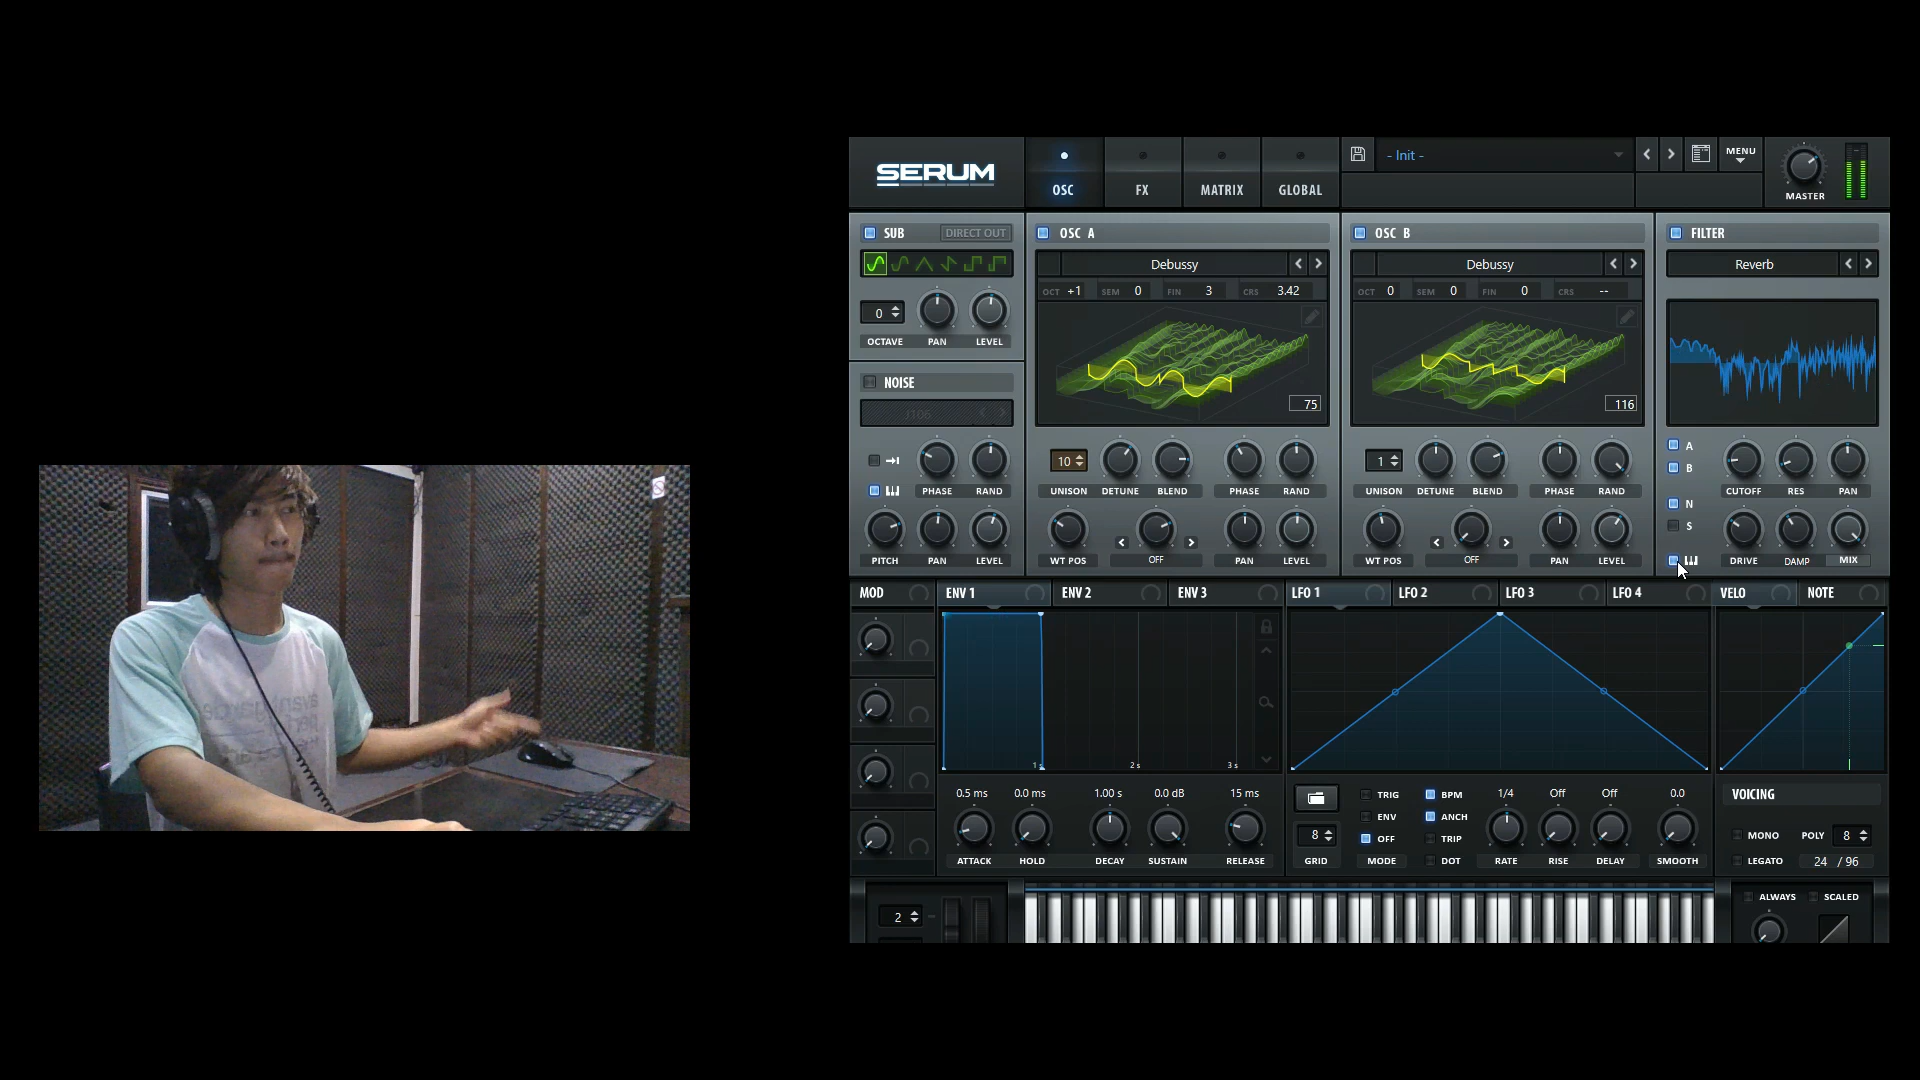 SERUM
OSC
FX
MATRIX
GLOBAL
- Init -
MENU
MASTER
SUB
DIRECT OUT
0
OCTAVE PAN LEVEL
NOISE
J106
PHASE RAND
PITCH PAN LEVEL
OSC A
Debussy
OCT +1 SEM 0 FIN 3 CRS 3.42
75
10
UNISON DETUNE BLEND PHASE RAND
WT POS OFF PAN LEVEL
OSC B
Debussy
OCT 0 SEM 0 FIN 0 CRS --
116
1
UNISON DETUNE BLEND PHASE RAND
WT POS OFF PAN LEVEL
FILTER
Reverb
A
B
N
S
CUTOFF RES PAN
DRIVE DAMP MIX
MOD
ENV 1 ENV 2 ENV 3
2s 3s
0.5 ms 0.0 ms 1.00 s 0.0 dB 15 ms
ATTACK HOLD DECAY SUSTAIN RELEASE
LFO 1 LFO 2 LFO 3 LFO 4
8
GRID
TRIG
ENV
OFF
MODE
BPM
ANCH
TRIP
DOT
1/4 Off Off 0.0
RATE RISE DELAY SMOOTH
VELO NOTE
VOICING
MONO POLY 8
LEGATO 24 / 96
2
ALWAYS SCALED